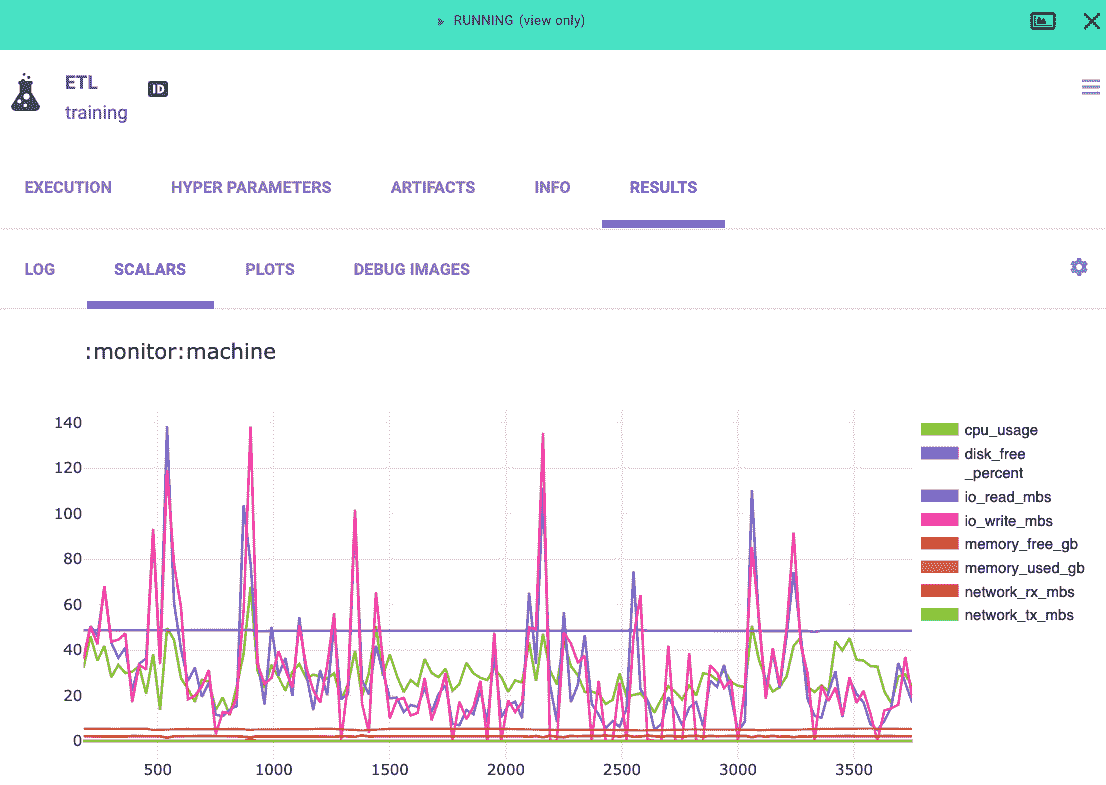 RUNNING (view only)
ETL
ID
training
EXECUTION HYPER PARAMETERS ARTIFACTS INFO RESULTS
LOG SCALARS PLOTS DEBUG IMAGES
:monitor:machine
140
120
100
80
60
40
20
0
500 1000 1500 2000 2500 3000 3500
cpu_usage
disk_free
_percent
io_read_mbs
io_write_mbs
memory_free_gb
memory_used_gb
network_rx_mbs
network_tx_mbs